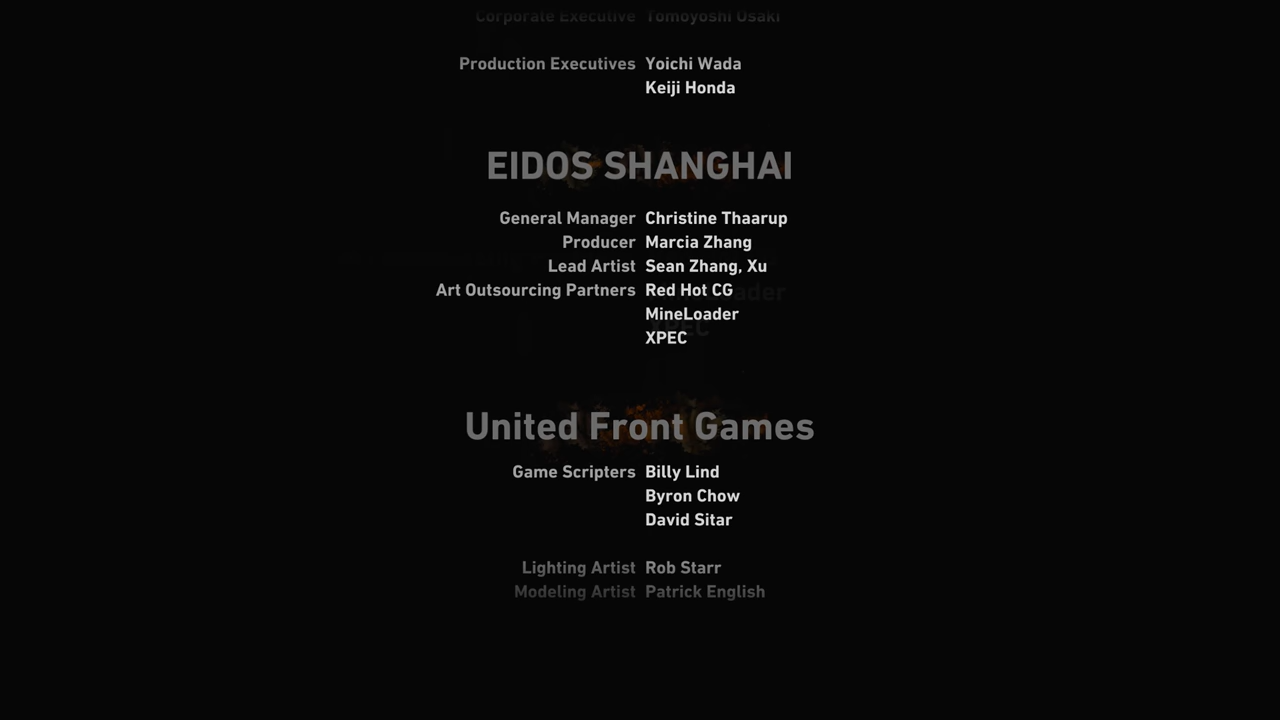 Corporate Executive Tomoyoshi Osaki
Production Executives Yoichi Wada
Keiji Honda
EIDOS SHANGHAI
General Manager Christine Thaarup
Producer Marcia Zhang
Lead Artist Sean Zhang, Xu
Art Outsourcing Partners Red Hot CG
MineLoader
XPEC
United Front Games
Game Scripters Billy Lind
Byron Chow
David Sitar
Lighting Artist Rob Starr
Modeling Artist Patrick English